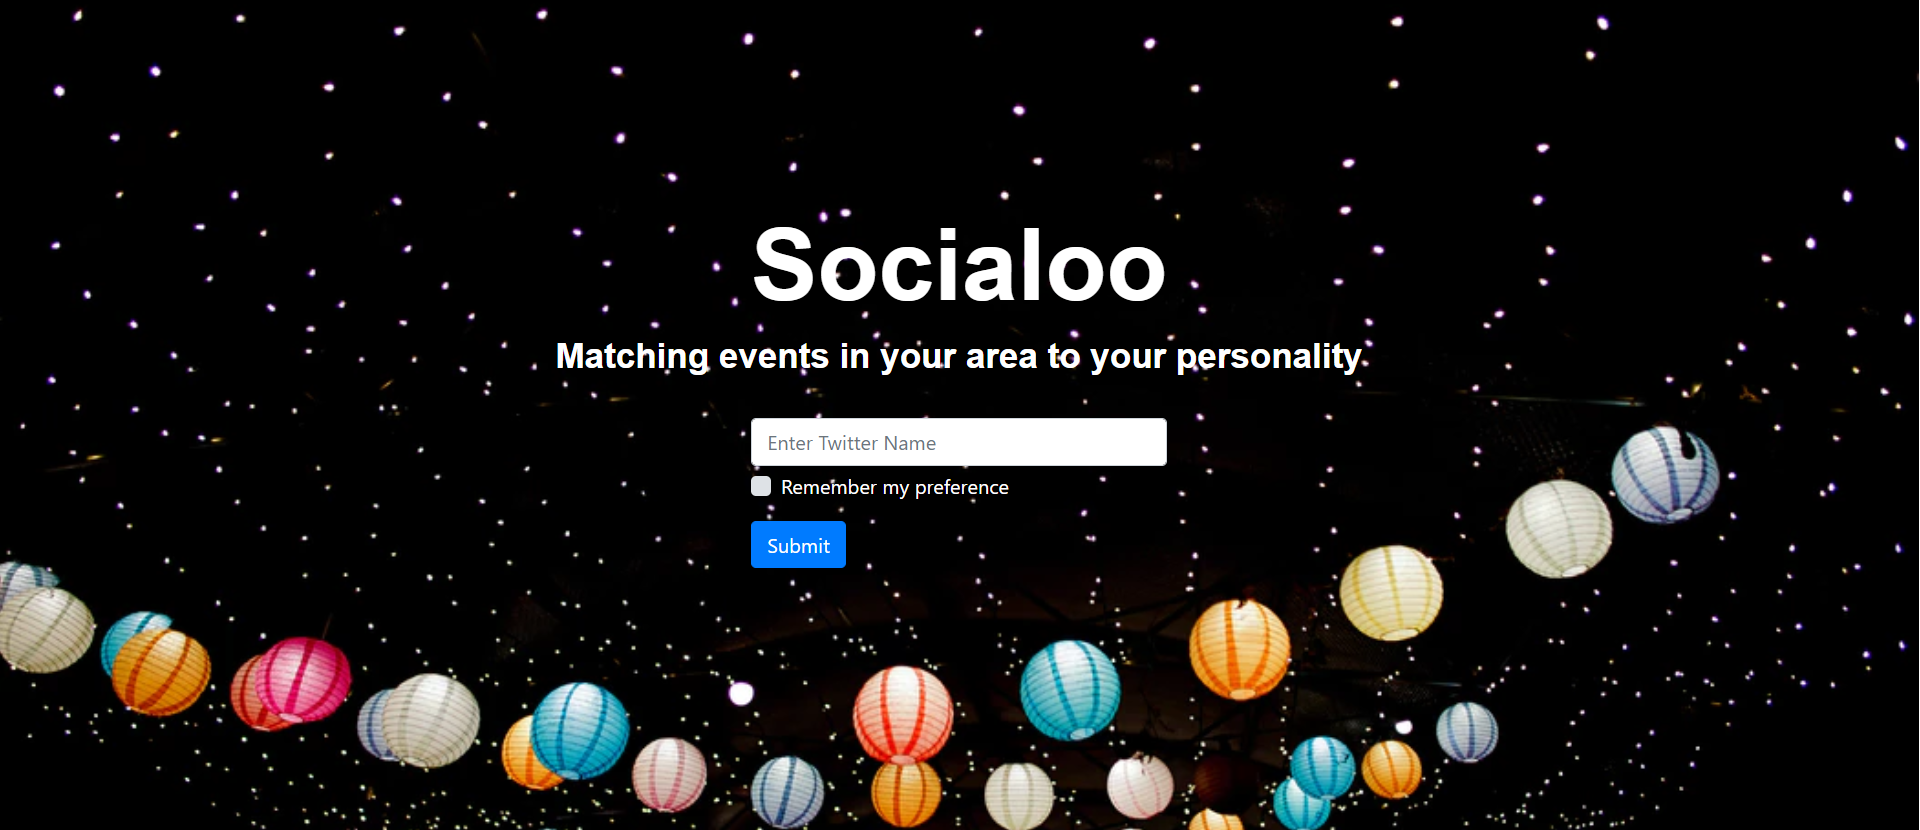 Socialoo
Matching events in your area to your personality
Enter Twitter Name
Remember my preference
Submit